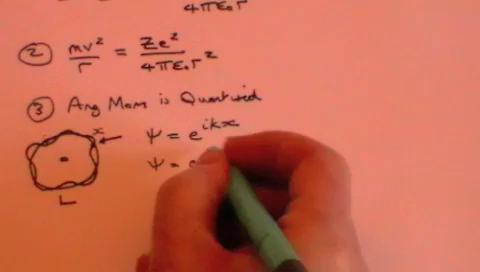 4πε₀r
② mv²/r = Ze²/4πε₀r²
③ Ang Mom is Quantised
x
ψ = e^ikx
ψ =
L